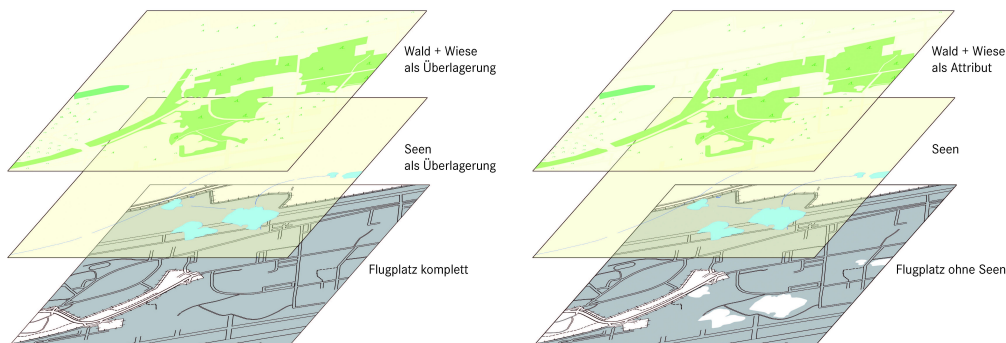 Wald + Wiese
als Überlagerung
Seen
als Überlagerung
Flugplatz komplett
Wald + Wiese
als Attribut
Seen
Flugplatz ohne Seen